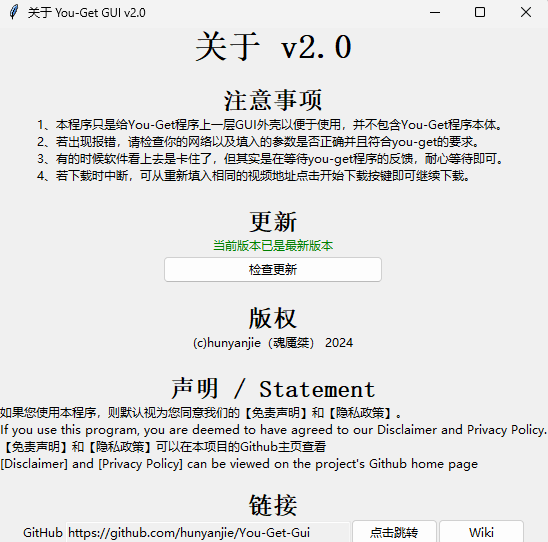 关于 You-Get GUI v2.0
关于 v2.0
注意事项
1、本程序只是给You-Get程序上一层GUI外壳以便于使用，并不包含You-Get程序本体。
2、若出现报错，请检查你的网络以及填入的参数是否正确并且符合you-get的要求。
3、有的时候软件看上去是卡住了，但其实是在等待you-get程序的反馈，耐心等待即可。
4、若下载时中断，可从重新填入相同的视频地址点击开始下载按键即可继续下载。
更新
当前版本已是最新版本
检查更新
版权
(c)hunyanjie（魂魇桀） 2024
声明 / Statement
如果您使用本程序，则默认视为您同意我们的【免责声明】和【隐私政策】。
If you use this program, you are deemed to have agreed to our Disclaimer and Privacy Policy.
【免责声明】和【隐私政策】可以在本项目的Github主页查看
[Disclaimer] and [Privacy Policy] can be viewed on the project's Github home page
链接
GitHub https://github.com/hunyanjie/You-Get-Gui 点击跳转 Wiki